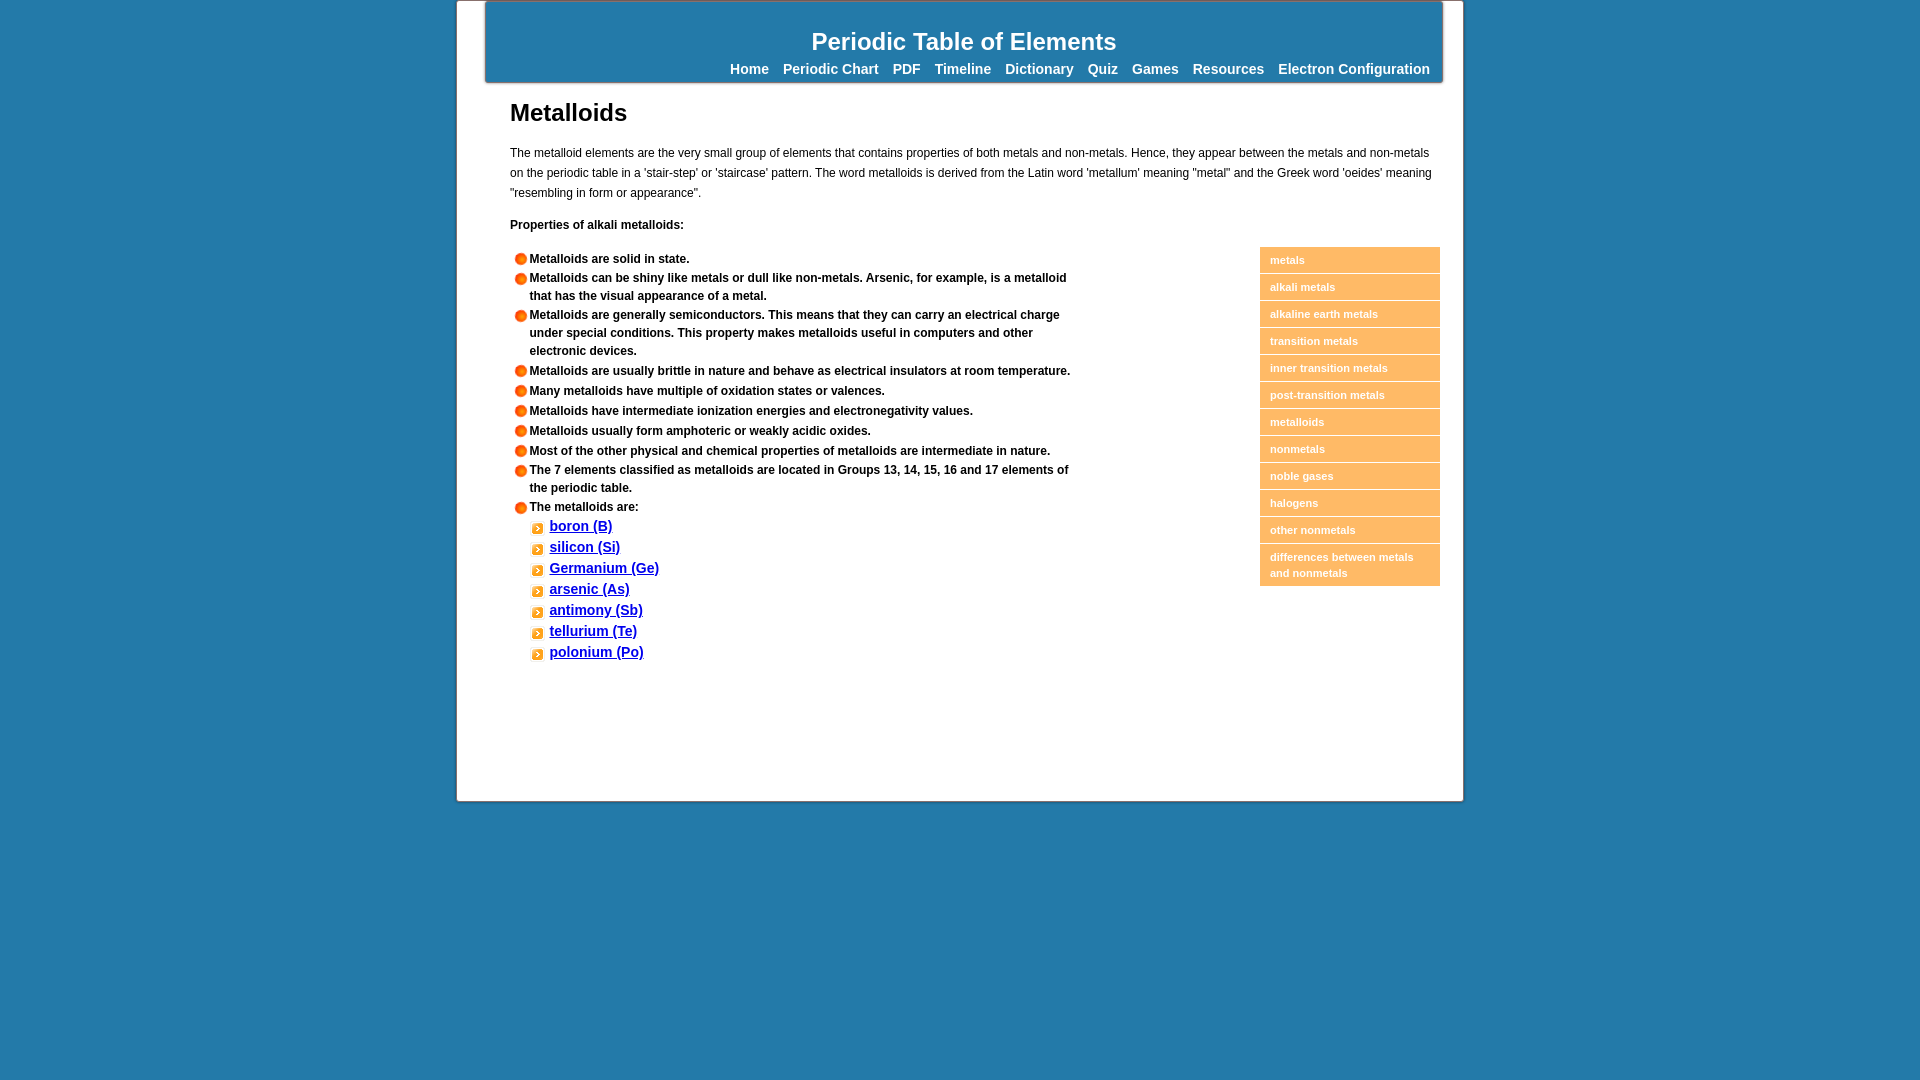 Periodic Table of Elements
Home Periodic Chart PDF Timeline Dictionary Quiz Games Resources Electron Configuration
Metalloids
The metalloid elements are the very small group of elements that contains properties of both metals and non-metals. Hence, they appear between the metals and non-metals
on the periodic table in a 'stair-step' or 'staircase' pattern. The word metalloids is derived from the Latin word 'metallum' meaning "metal" and the Greek word 'oeides' meaning
"resembling in form or appearance".
Properties of alkali metalloids:
Metalloids are solid in state.
Metalloids can be shiny like metals or dull like non-metals. Arsenic, for example, is a metalloid
that has the visual appearance of a metal.
Metalloids are generally semiconductors. This means that they can carry an electrical charge
under special conditions. This property makes metalloids useful in computers and other
electronic devices.
Metalloids are usually brittle in nature and behave as electrical insulators at room temperature.
Many metalloids have multiple of oxidation states or valences.
Metalloids have intermediate ionization energies and electronegativity values.
Metalloids usually form amphoteric or weakly acidic oxides.
Most of the other physical and chemical properties of metalloids are intermediate in nature.
The 7 elements classified as metalloids are located in Groups 13, 14, 15, 16 and 17 elements of
the periodic table.
The metalloids are:
boron (B)
silicon (Si)
Germanium (Ge)
arsenic (As)
antimony (Sb)
tellurium (Te)
polonium (Po)
metals
alkali metals
alkaline earth metals
transition metals
inner transition metals
post-transition metals
metalloids
nonmetals
noble gases
halogens
other nonmetals
differences between metals
and nonmetals